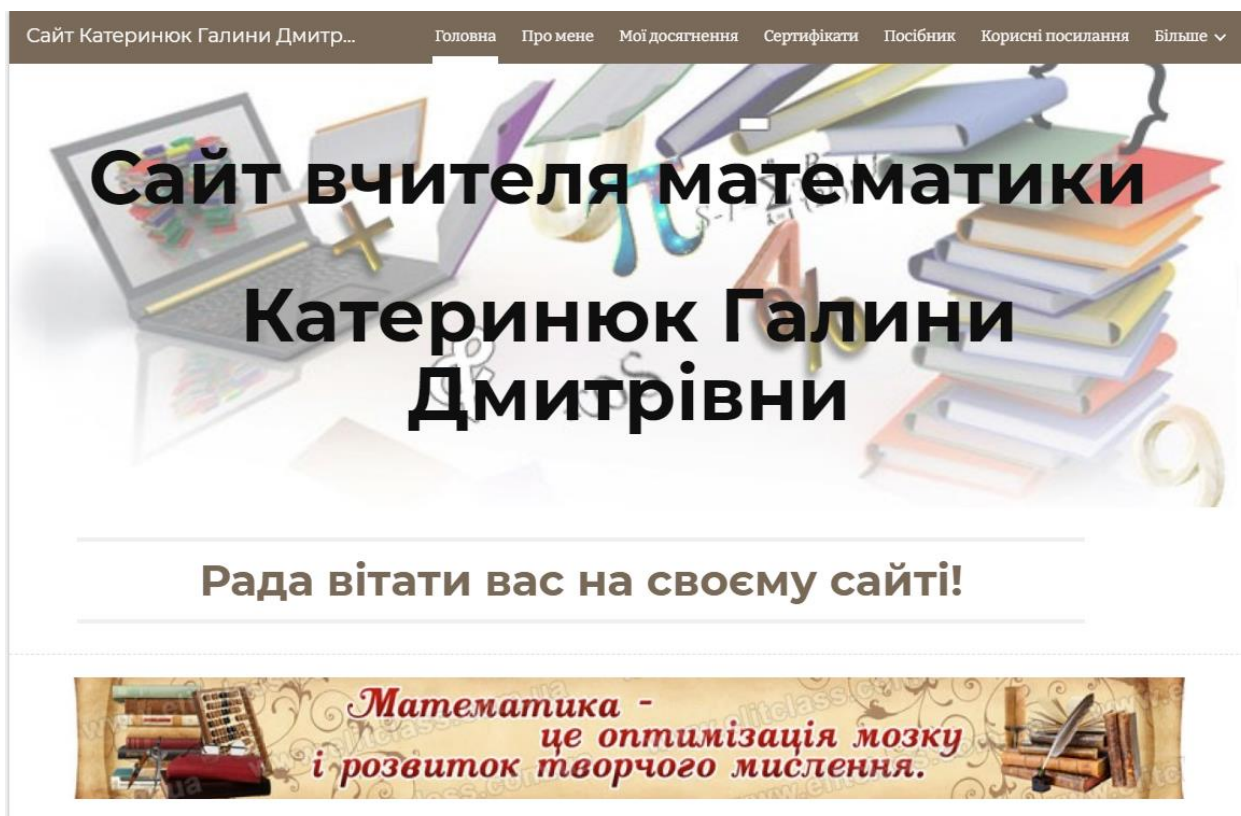 Сайт Катеринюк Галини Дмитр...
Головна Про мене Мої досягнення Сертифікати Посібник Корисні посилання Більше
Сайт вчителя математики
Катеринюк Галини
Дмитрівни
cos
Рада вітати вас на своєму сайті!
Математика -
це оптимізація мозку
і розвиток творчого мислення.